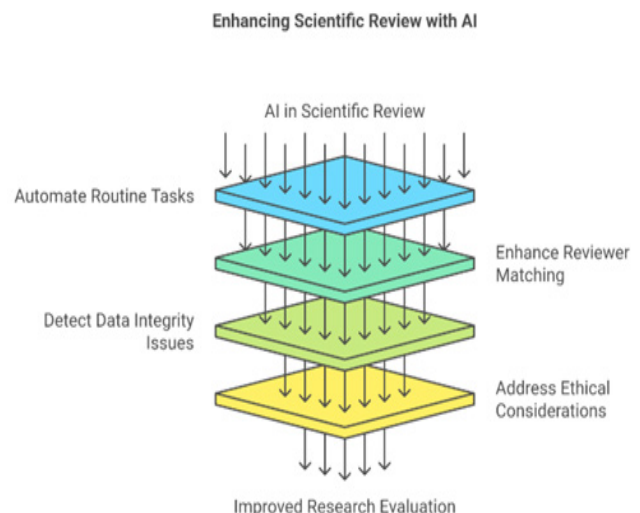 Enhancing Scientific Review with AI
AI in Scientific Review
Automate Routine Tasks
Enhance Reviewer
Matching
Detect Data Integrity
Issues
Address Ethical
Considerations
Improved Research Evaluation